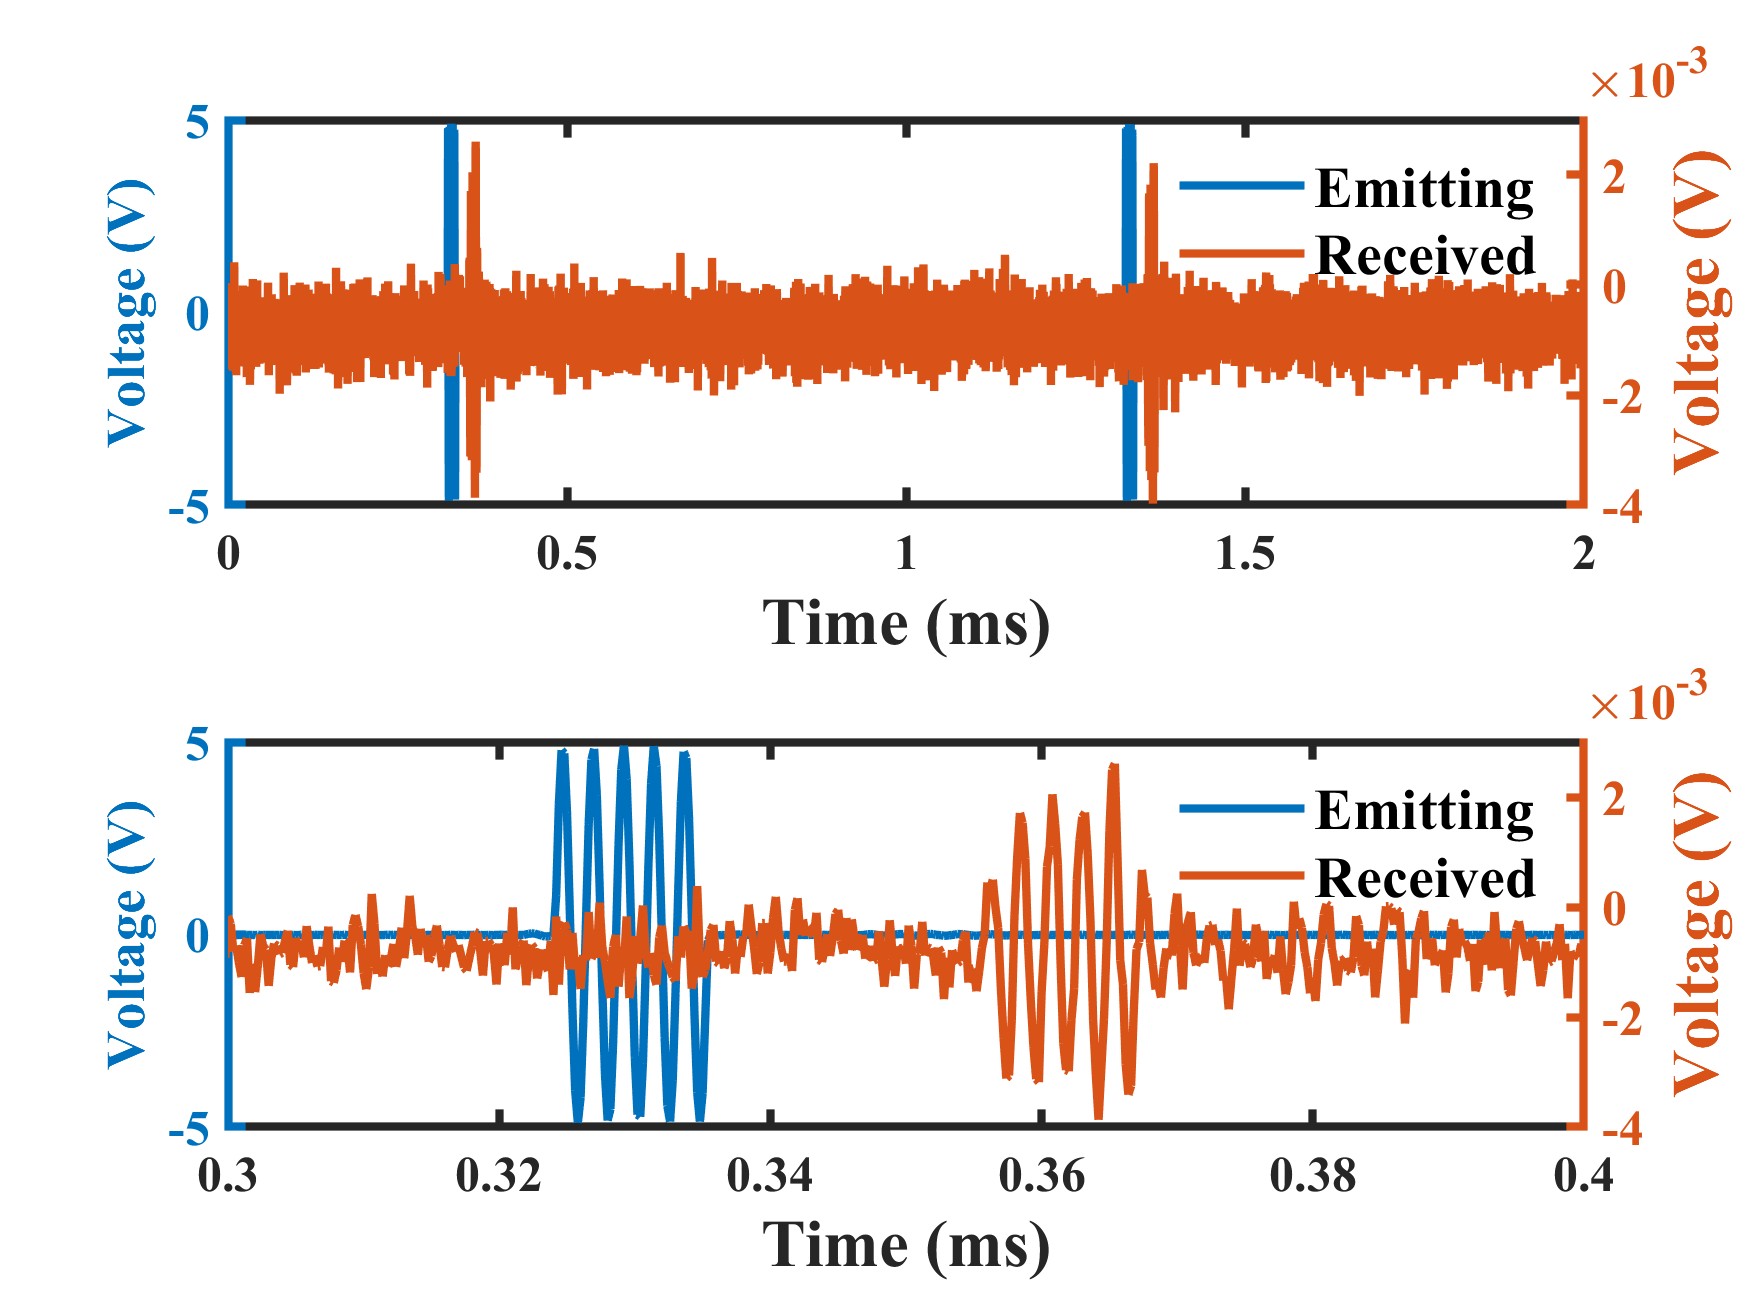 ×10-3
5
0
-5
Voltage (V)
2
0
-2
-4
Voltage (V)
Emitting
Received
0
0.5
1
1.5
2
Time (ms)
×10-3
5
0
-5
Voltage (V)
2
0
-2
-4
Voltage (V)
Emitting
Received
0.3
0.32
0.34
0.36
0.38
0.4
Time (ms)